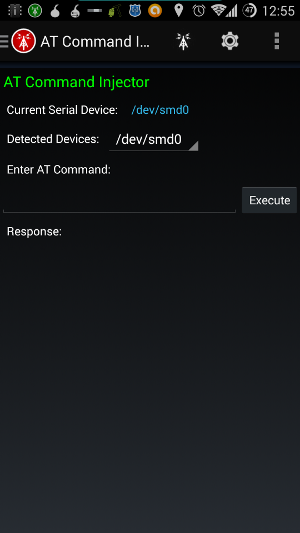 47 12:55
AT Command I...
AT Command Injector
Current Serial Device: /dev/smd0
Detected Devices: /dev/smd0
Enter AT Command:
Execute
Response: